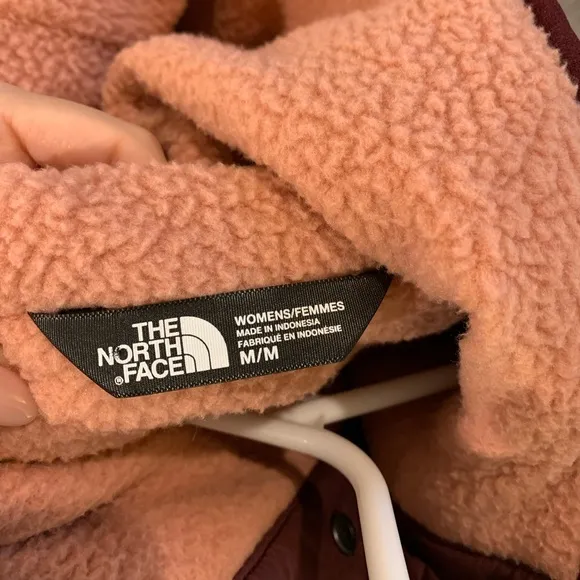 THE
NORTH
FACE
®
WOMENS/FEMMES
MADE IN INDONESIA
FABRIQUÉ EN INDONÉSIE
M/M